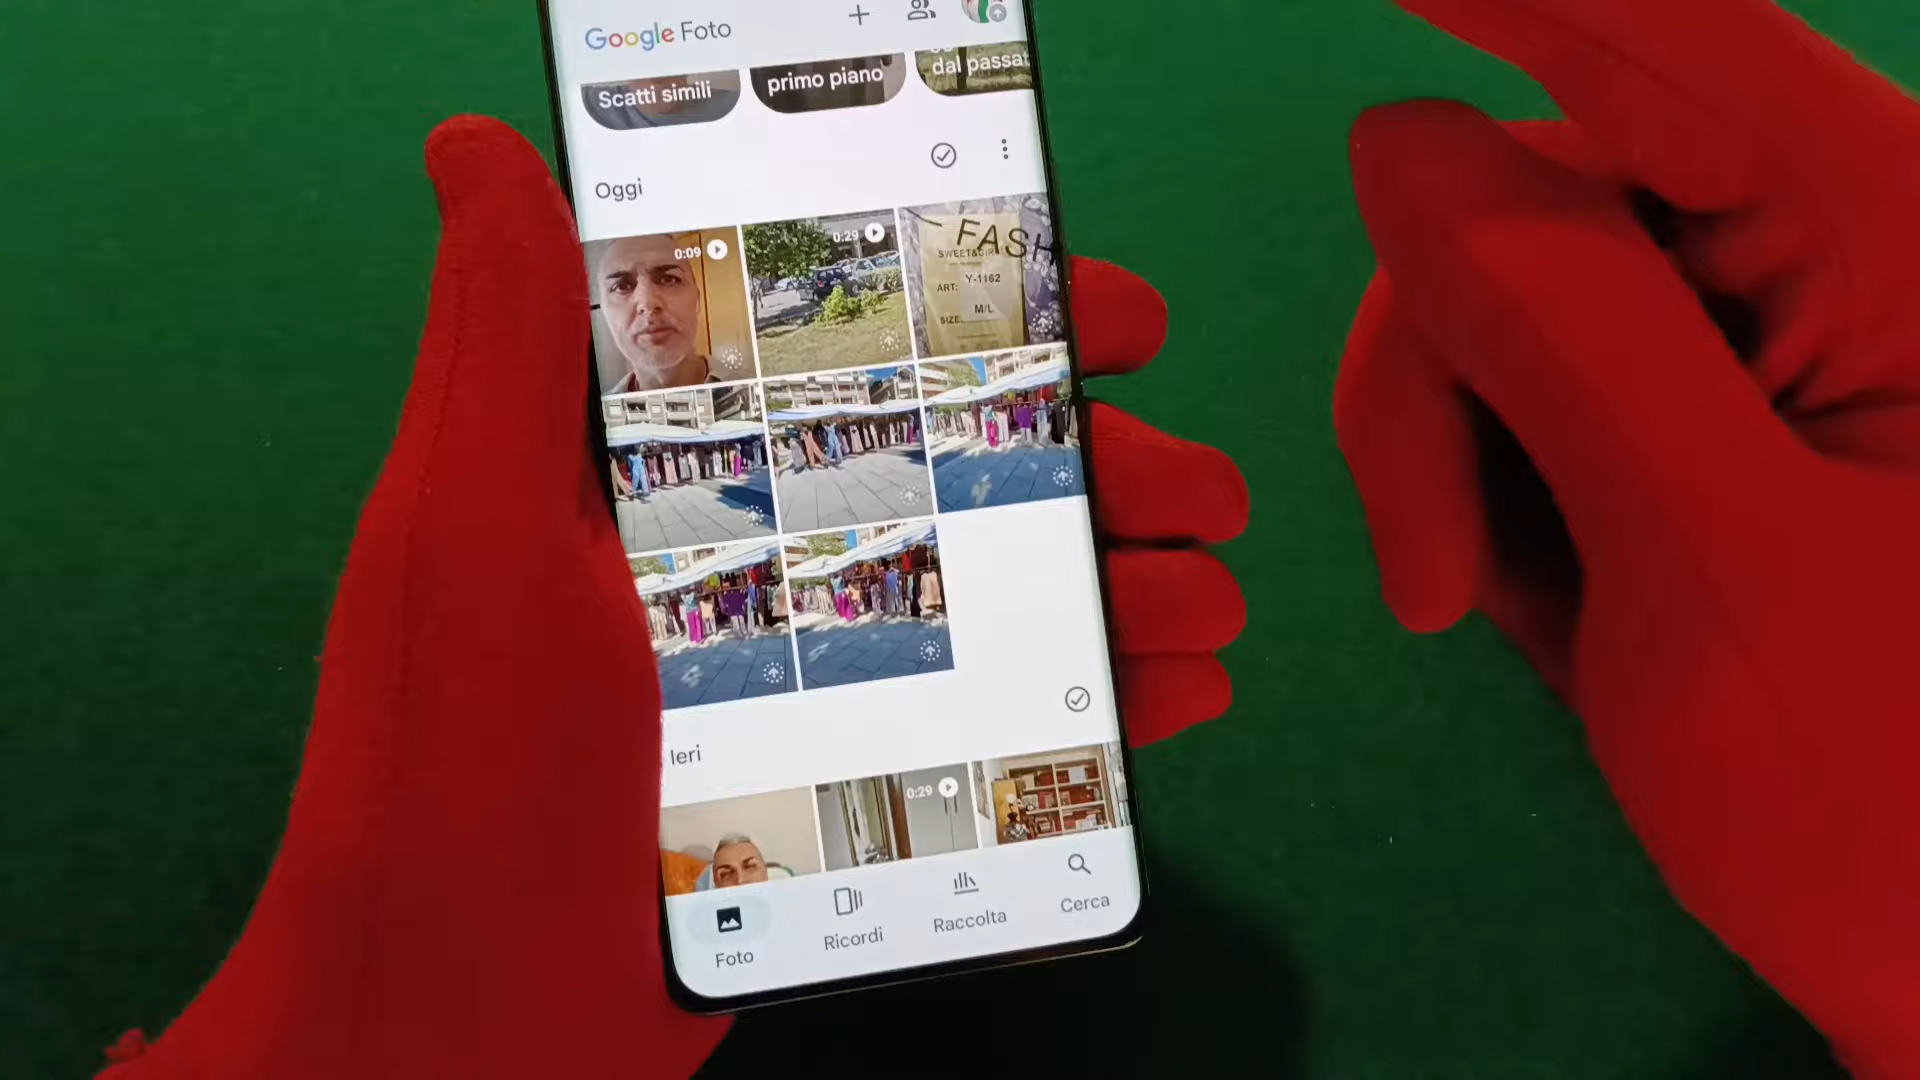 Google Foto
Scatti simili
primo piano
dal passat
Oggi
0:09
0:29
FASH
SWEET&GIR
ART: Y-1162
M/L
SIZE:
Ieri
0:29
Foto
Ricordi
Raccolta
Cerca